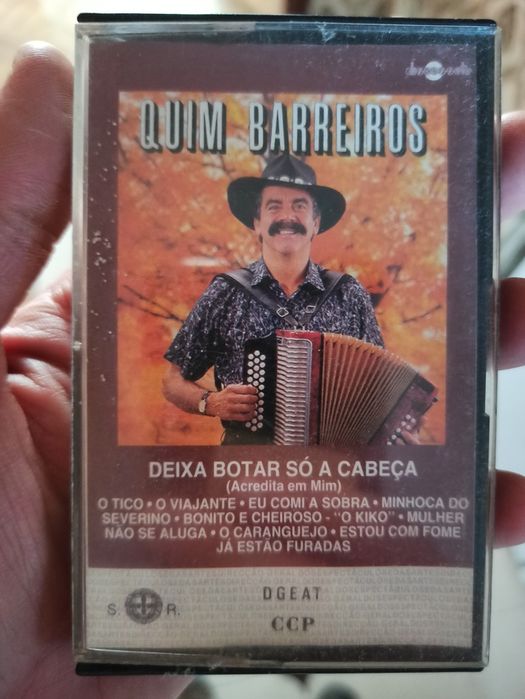 discossete
QUIM BARREIROS
DEIXA BOTAR SÓ A CABEÇA
(Acredita em Mim)
O TICO • O VIAJANTE • EU COMI A SOBRA • MINHOCA DO
SEVERINO • BONITO E CHEIROSO - "O KIKO" • MULHER
NÃO SE ALUGA • O CARANGUEJO • ESTOU COM FOME
JÁ ESTÃO FURADAS
DGEAT
S. R.
CCP